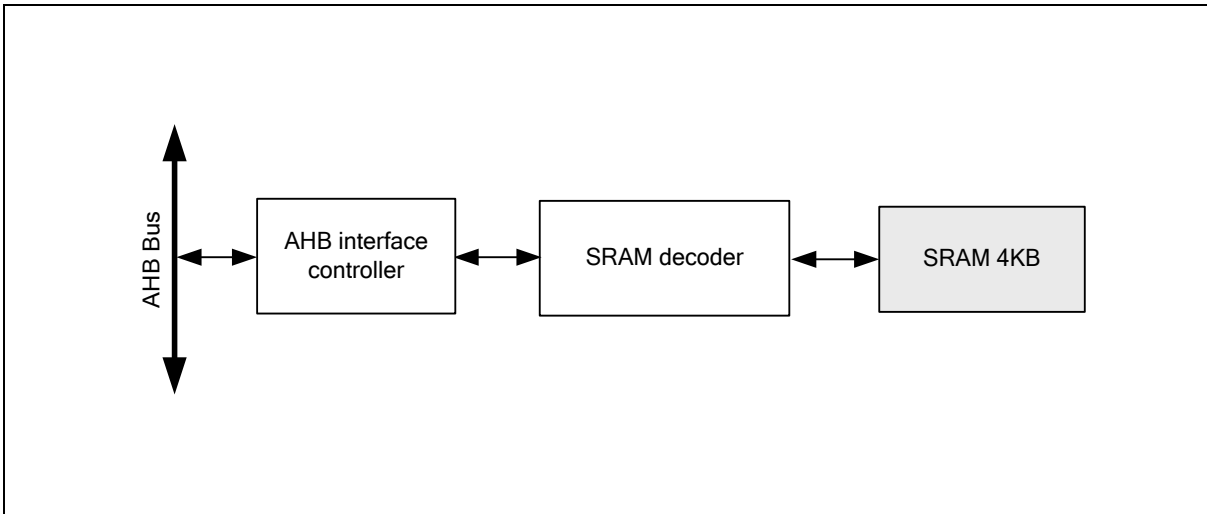 AHB Bus
AHB interface
controller
SRAM decoder
SRAM 4KB